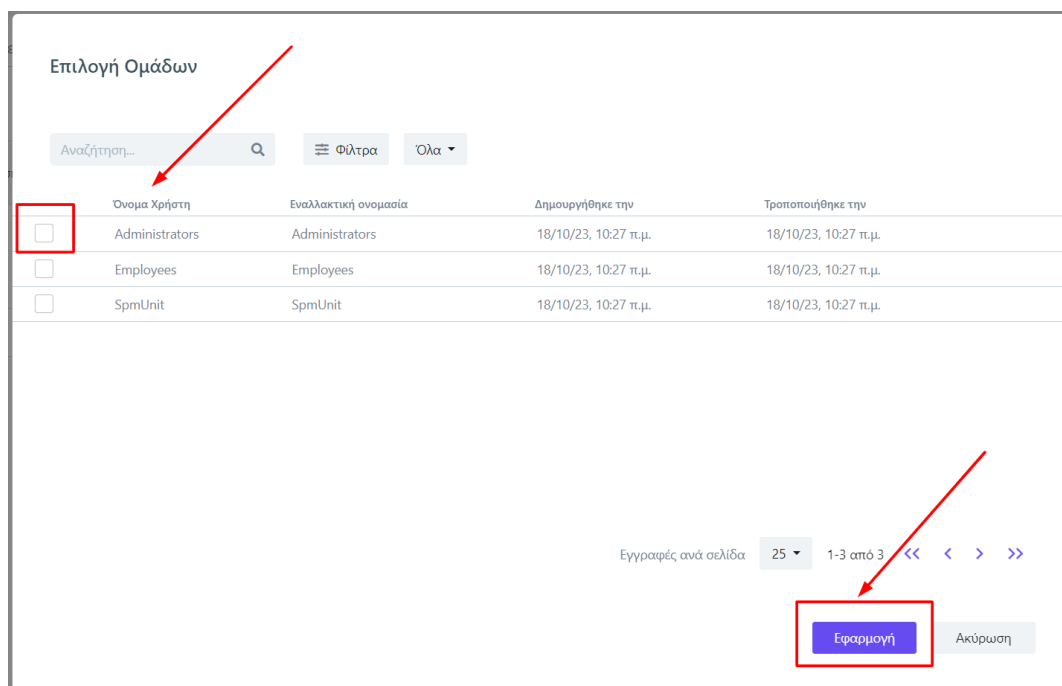 Επιλογή Ομάδων
Αναζήτηση... Φίλτρα Όλα
Όνομα Χρήστη Εναλλακτική ονομασία Δημιουργήθηκε την Τροποποιήθηκε την
Administrators Administrators 18/10/23, 10:27 π.μ. 18/10/23, 10:27 π.μ.
Employees Employees 18/10/23, 10:27 π.μ. 18/10/23, 10:27 π.μ.
SpmUnit SpmUnit 18/10/23, 10:27 π.μ. 18/10/23, 10:27 π.μ.
Εγγραφές ανά σελίδα 25 1-3 από 3 << < > >>
Εφαρμογή Ακύρωση